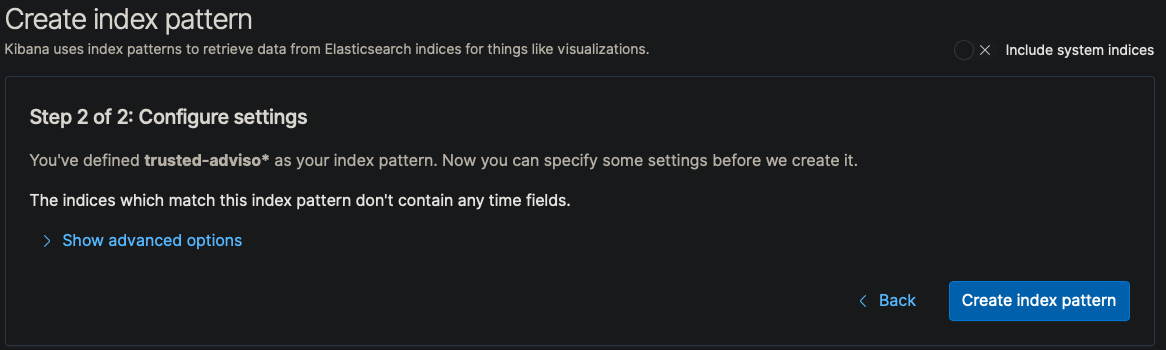 Create index pattern
Kibana uses index patterns to retrieve data from Elasticsearch indices for things like visualizations.
Include system indices
Step 2 of 2: Configure settings
You've defined trusted-adviso* as your index pattern. Now you can specify some settings before we create it.
The indices which match this index pattern don't contain any time fields.
Show advanced options
Back
Create index pattern